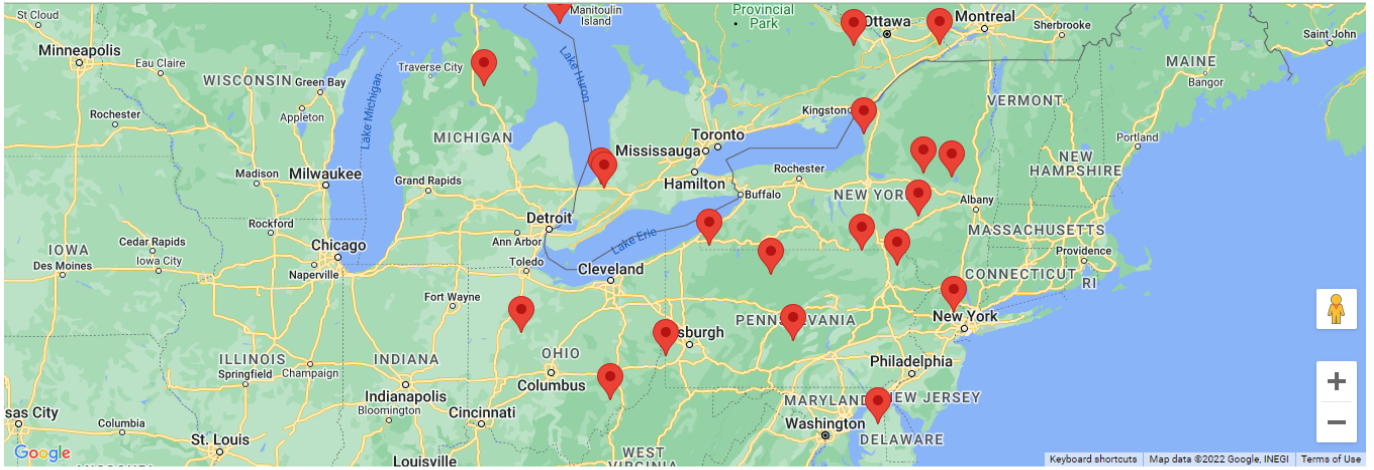 St Cloud
Manitoulin
Island
Provincial
Park
Ottawa
Montreal
Sherbrooke
Saint John
Minneapolis
Eau Claire
WISCONSIN
Green Bay
Traverse City
Lake Huron
MAINE
Bangor
Rochester
Appleton
Lake Michigan
MICHIGAN
Kingston
VERMONT
Toronto
Mississauga
Portland
Madison
Milwaukee
Grand Rapids
Hamilton
Rochester
NEW
HAMPSHIRE
Buffalo
NEW YORK
Albany
Rockford
Detroit
MASSACHUSETTS
IOWA
Cedar Rapids
Chicago
Ann Arbor
Lake Erie
Providence
Des Moines
Iowa City
Naperville
Toledo
Cleveland
CONNECTICUT
RI
Fort Wayne
PENNSYLVANIA
New York
sburgh
ILLINOIS
INDIANA
OHIO
Philadelphia
Springfield
Champaign
Columbus
Indianapolis
MARYLAND
NEW JERSEY
sas City
Columbia
Bloomington
Cincinnati
Washington
DELAWARE
St. Louis
WEST
VIRGINIA
Louisville
Google
Keyboard shortcuts
Map data ©2022 Google, INEGI
Terms of Use